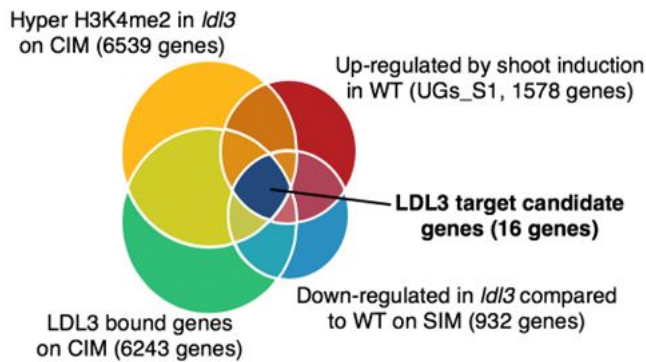 Hyper H3K4me2 in ldl3
on CIM (6539 genes)
Up-regulated by shoot induction
in WT (UGs_S1, 1578 genes)
LDL3 target candidate
genes (16 genes)
Down-regulated in ldl3 compared
to WT on SIM (932 genes)
LDL3 bound genes
on CIM (6243 genes)